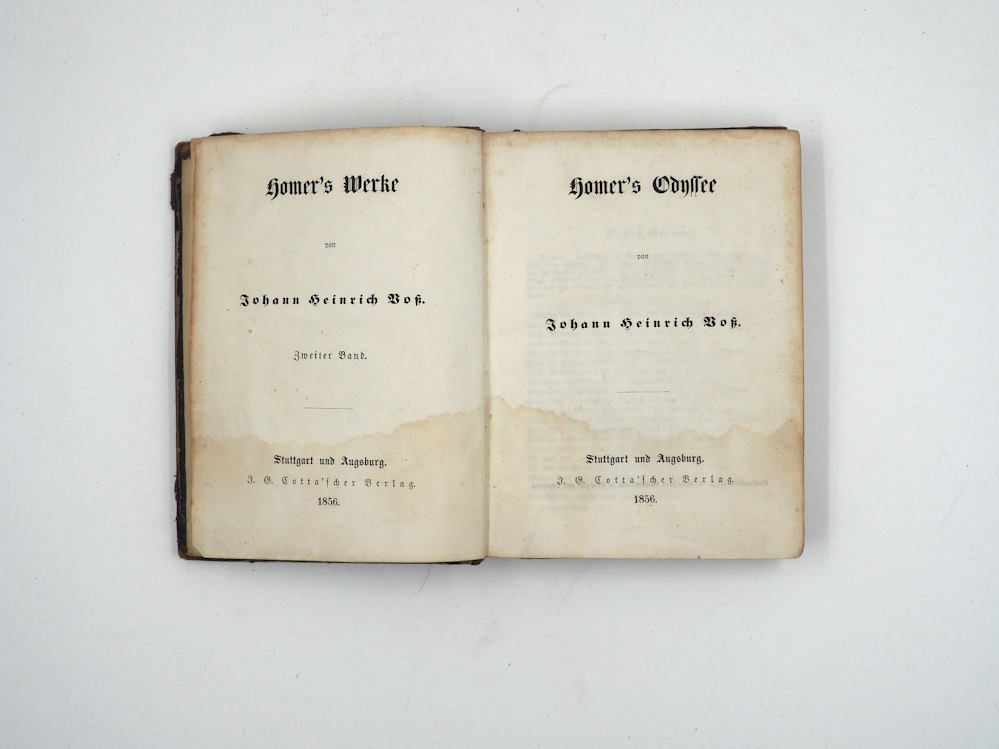 Homer's Werke
von
Johann Heinrich Voß.
Zweiter Band.
Stuttgart und Augsburg.
J. G. Cotta'scher Verlag.
1856.
Homer's Odyssee
von
Johann Heinrich Voß.
Stuttgart und Augsburg.
J. G. Cotta'scher Verlag.
1856.